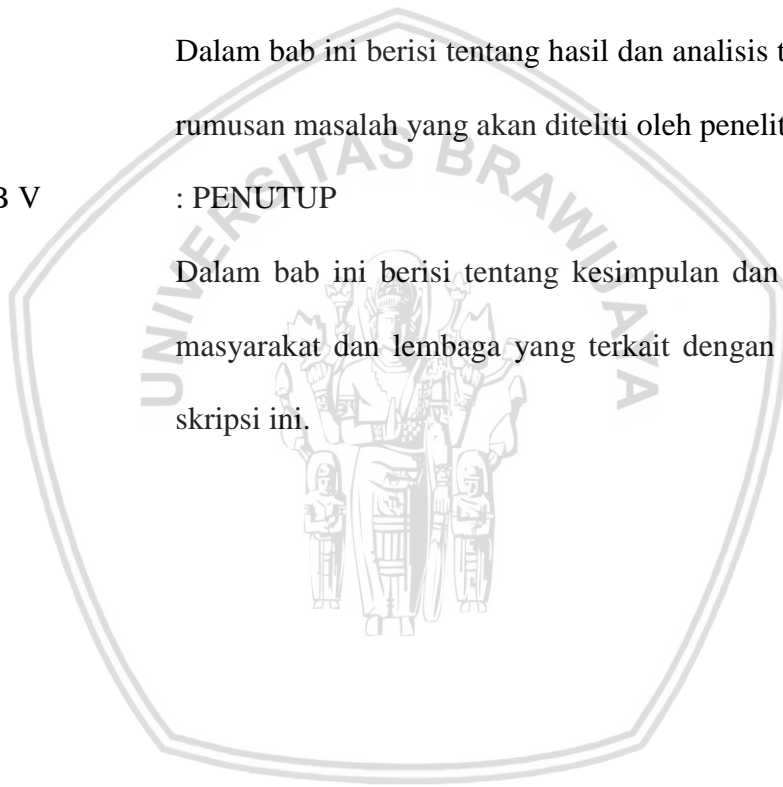 Dalam bab ini berisi tentang hasil dan analisis
rumusan masalah yang akan diteliti oleh
V : PENUTUP
Dalam bab ini berisi tentang kesimpulan dan
masyarakat dan lembaga yang terkait dengan
skripsi ini.
UNIVERSITAS BRAWIJAYA